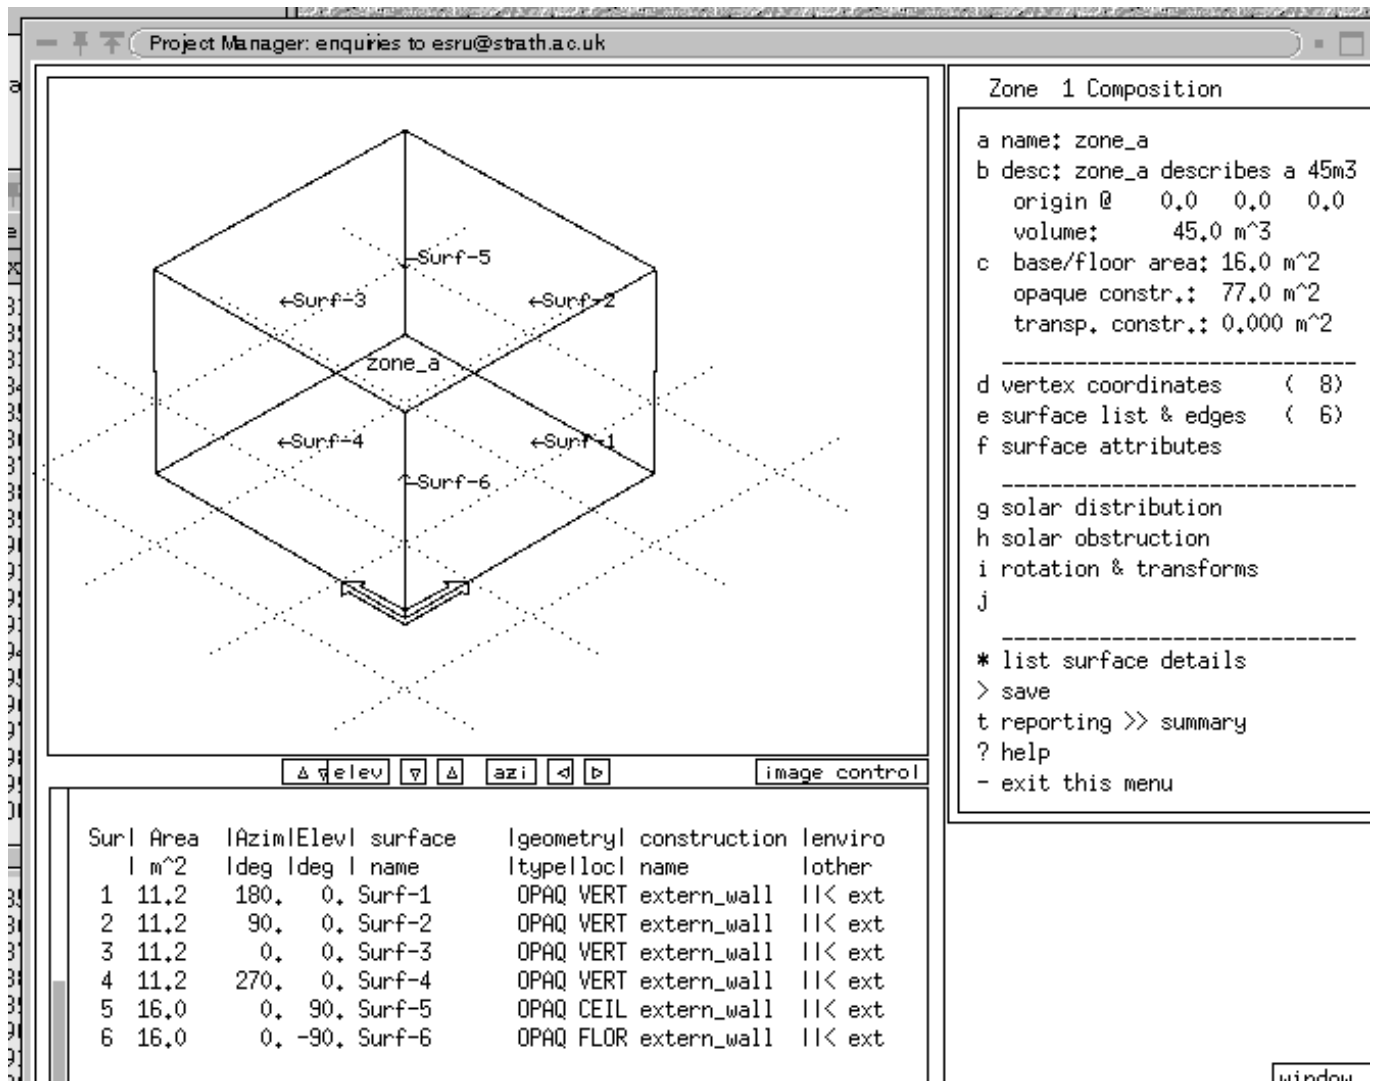 Project Manager: enquiries to esru@strath.ac.uk
Surf-5
Surf-3
Surf-2
zone_a
Surf-4
Surf-1
Surf-6
elev
azi
image control
Zone 1 Composition
a name: zone_a
b desc: zone_a describes a 45m3
origin @ 0.0 0.0 0.0
volume: 45.0 m^3
c base/floor area: 16.0 m^2
opaque constr.: 77.0 m^2
transp. constr.: 0.000 m^2
d vertex coordinates ( 8)
e surface list & edges ( 6)
f surface attributes
g solar distribution
h solar obstruction
i rotation & transforms
j
* list surface details
> save
t reporting >> summary
? help
- exit this menu
Sur| Area |Azim|Elev| surface |geometry| construction |enviro
| m^2 |deg |deg | name |type|loc| name |other
1 11.2 180. 0. Surf-1 OPAQ VERT extern_wall ||< ext
2 11.2 90. 0. Surf-2 OPAQ VERT extern_wall ||< ext
3 11.2 0. 0. Surf-3 OPAQ VERT extern_wall ||< ext
4 11.2 270. 0. Surf-4 OPAQ VERT extern_wall ||< ext
5 16.0 0. 90. Surf-5 OPAQ CEIL extern_wall ||< ext
6 16.0 0. -90. Surf-6 OPAQ FLOR extern_wall ||< ext
window